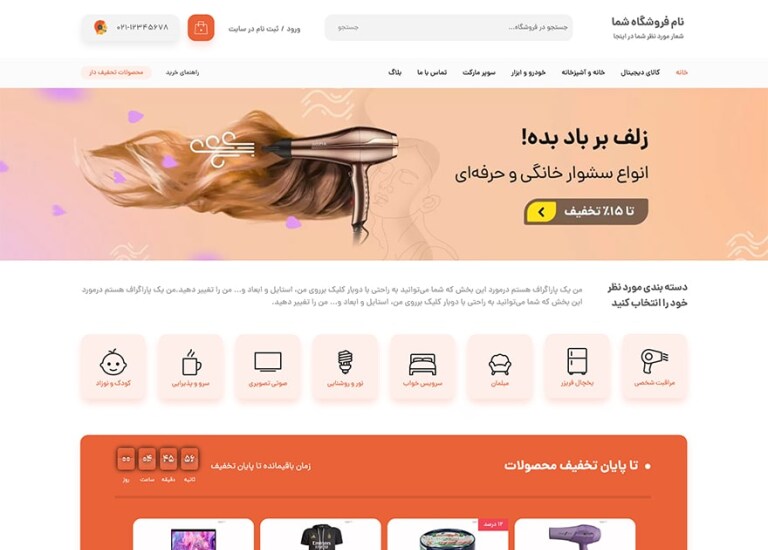 نام فروشگاه شما
شعار مورد نظر شما در اینجا
جستجو در فروشگاه...
جستجو
ورود / ثبت نام در سایت
۰۲۱-۱۲۳۴۵۶۷۸
خانه
کالای دیجیتال
خانه و آشپزخانه
خودرو و ابزار
سوپر مارکت
تماس با ما
بلاگ
راهنمای خرید
محصولات تخفیف دار
زلف بر باد بده!
انواع سشوار خانگی و حرفه‌ای
تا ۱۵٪ تخفیف
دسته بندی مورد نظر
خود را انتخاب کنید
من یک پاراگراف هستم درمورد این بخش که شما می‌توانید به راحتی با دوبار کلیک برروی من، استایل و ابعاد و... من را تغییر دهید.من یک پاراگراف هستم درمورد
این بخش که شما می‌توانید به راحتی با دوبار کلیک برروی من، استایل و ابعاد و... من را تغییر دهید.
مراقبت شخصی
یخچال فریزر
مبلمان
سرویس خواب
نور و روشنایی
صوتی تصویری
سرو و پذیرایی
کودک و نوزاد
تا پایان تخفیف محصولات
زمان باقیمانده تا پایان تخفیف
۵۶ ۴۵ ۰۴ ۰۰
ثانیه دقیقه ساعت روز
۱۲ درصد